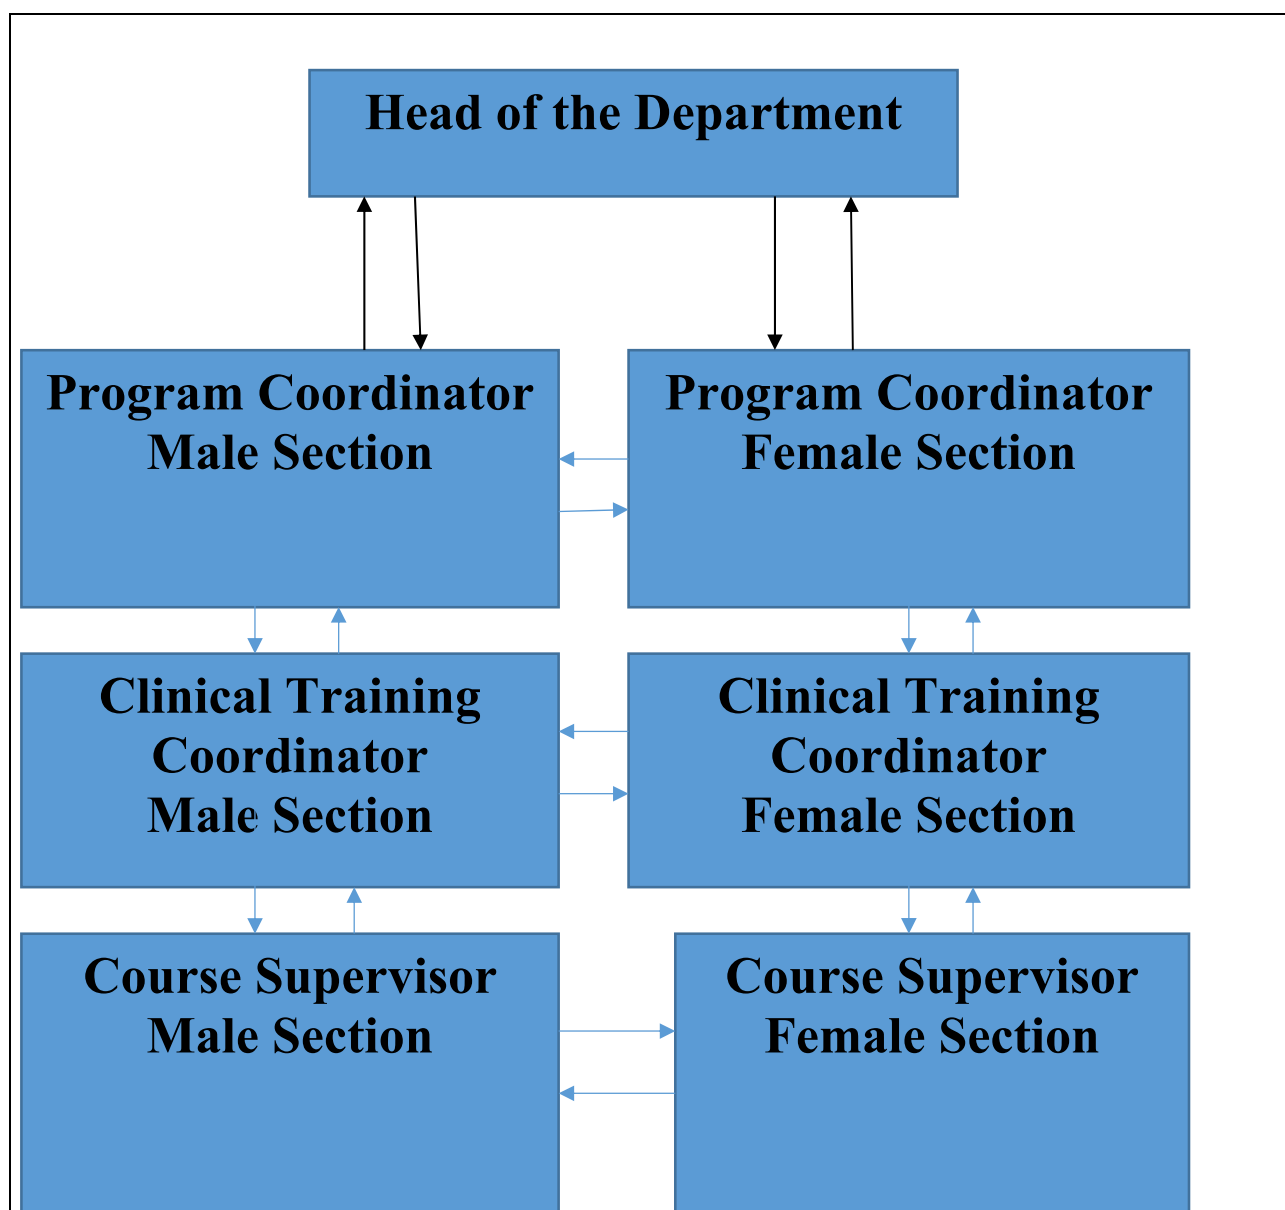 Head of the Department
Program Coordinator
Male Section
Program Coordinator
Female Section
Clinical Training
Coordinator
Male Section
Clinical Training
Coordinator
Female Section
Course Supervisor
Male Section
Course Supervisor
Female Section